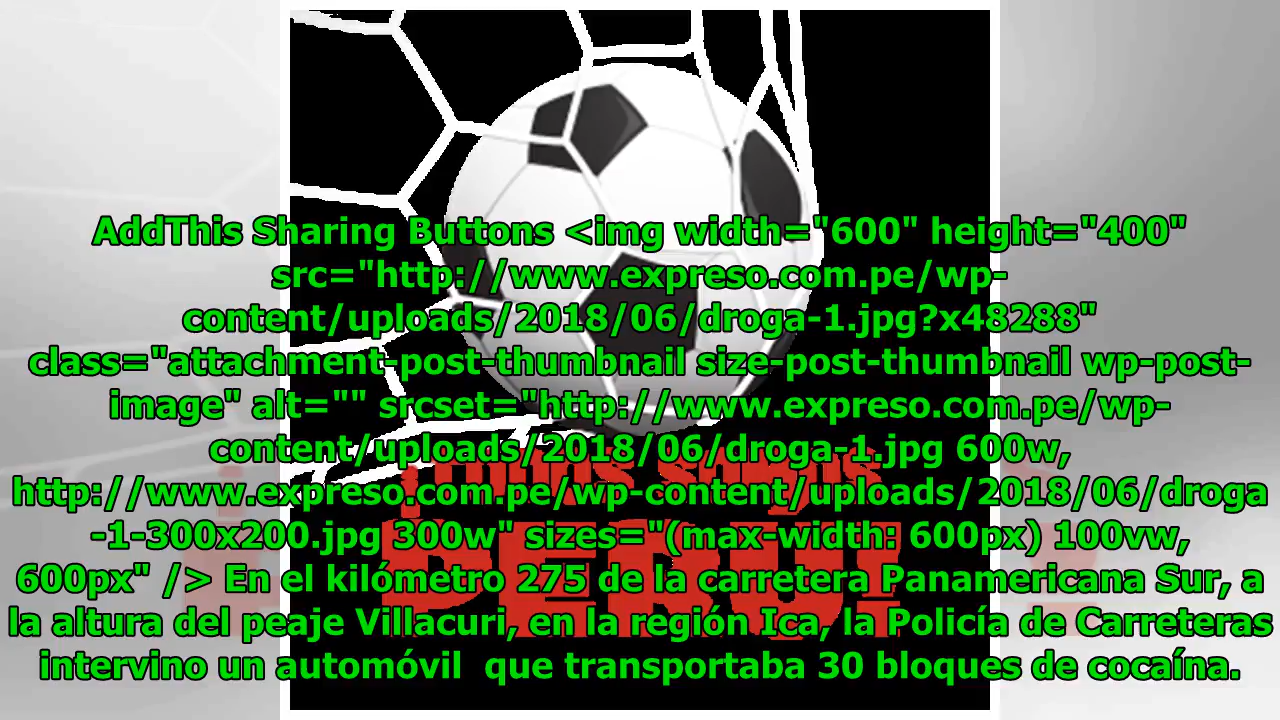 AddThis Sharing Buttons <img width="600" height="400"
src="http://www.expreso.com.pe/wp-
content/uploads/2018/06/droga-1.jpg?x48288"
class="attachment-post-thumbnail size-post-thumbnail wp-post-
image" alt="" srcset="http://www.expreso.com.pe/wp-
content/uploads/2018/06/droga-1.jpg 600w,
http://www.expreso.com.pe/wp-content/uploads/2018/06/droga
-1-300x200.jpg 300w" sizes="(max-width: 600px) 100vw,
600px" /> En el kilómetro 275 de la carretera Panamericana Sur, a
la altura del peaje Villacuri, en la región Ica, la Policía de Carreteras
intervino un automóvil  que transportaba 30 bloques de cocaína.
¡TODOS SOMOS
PERU!